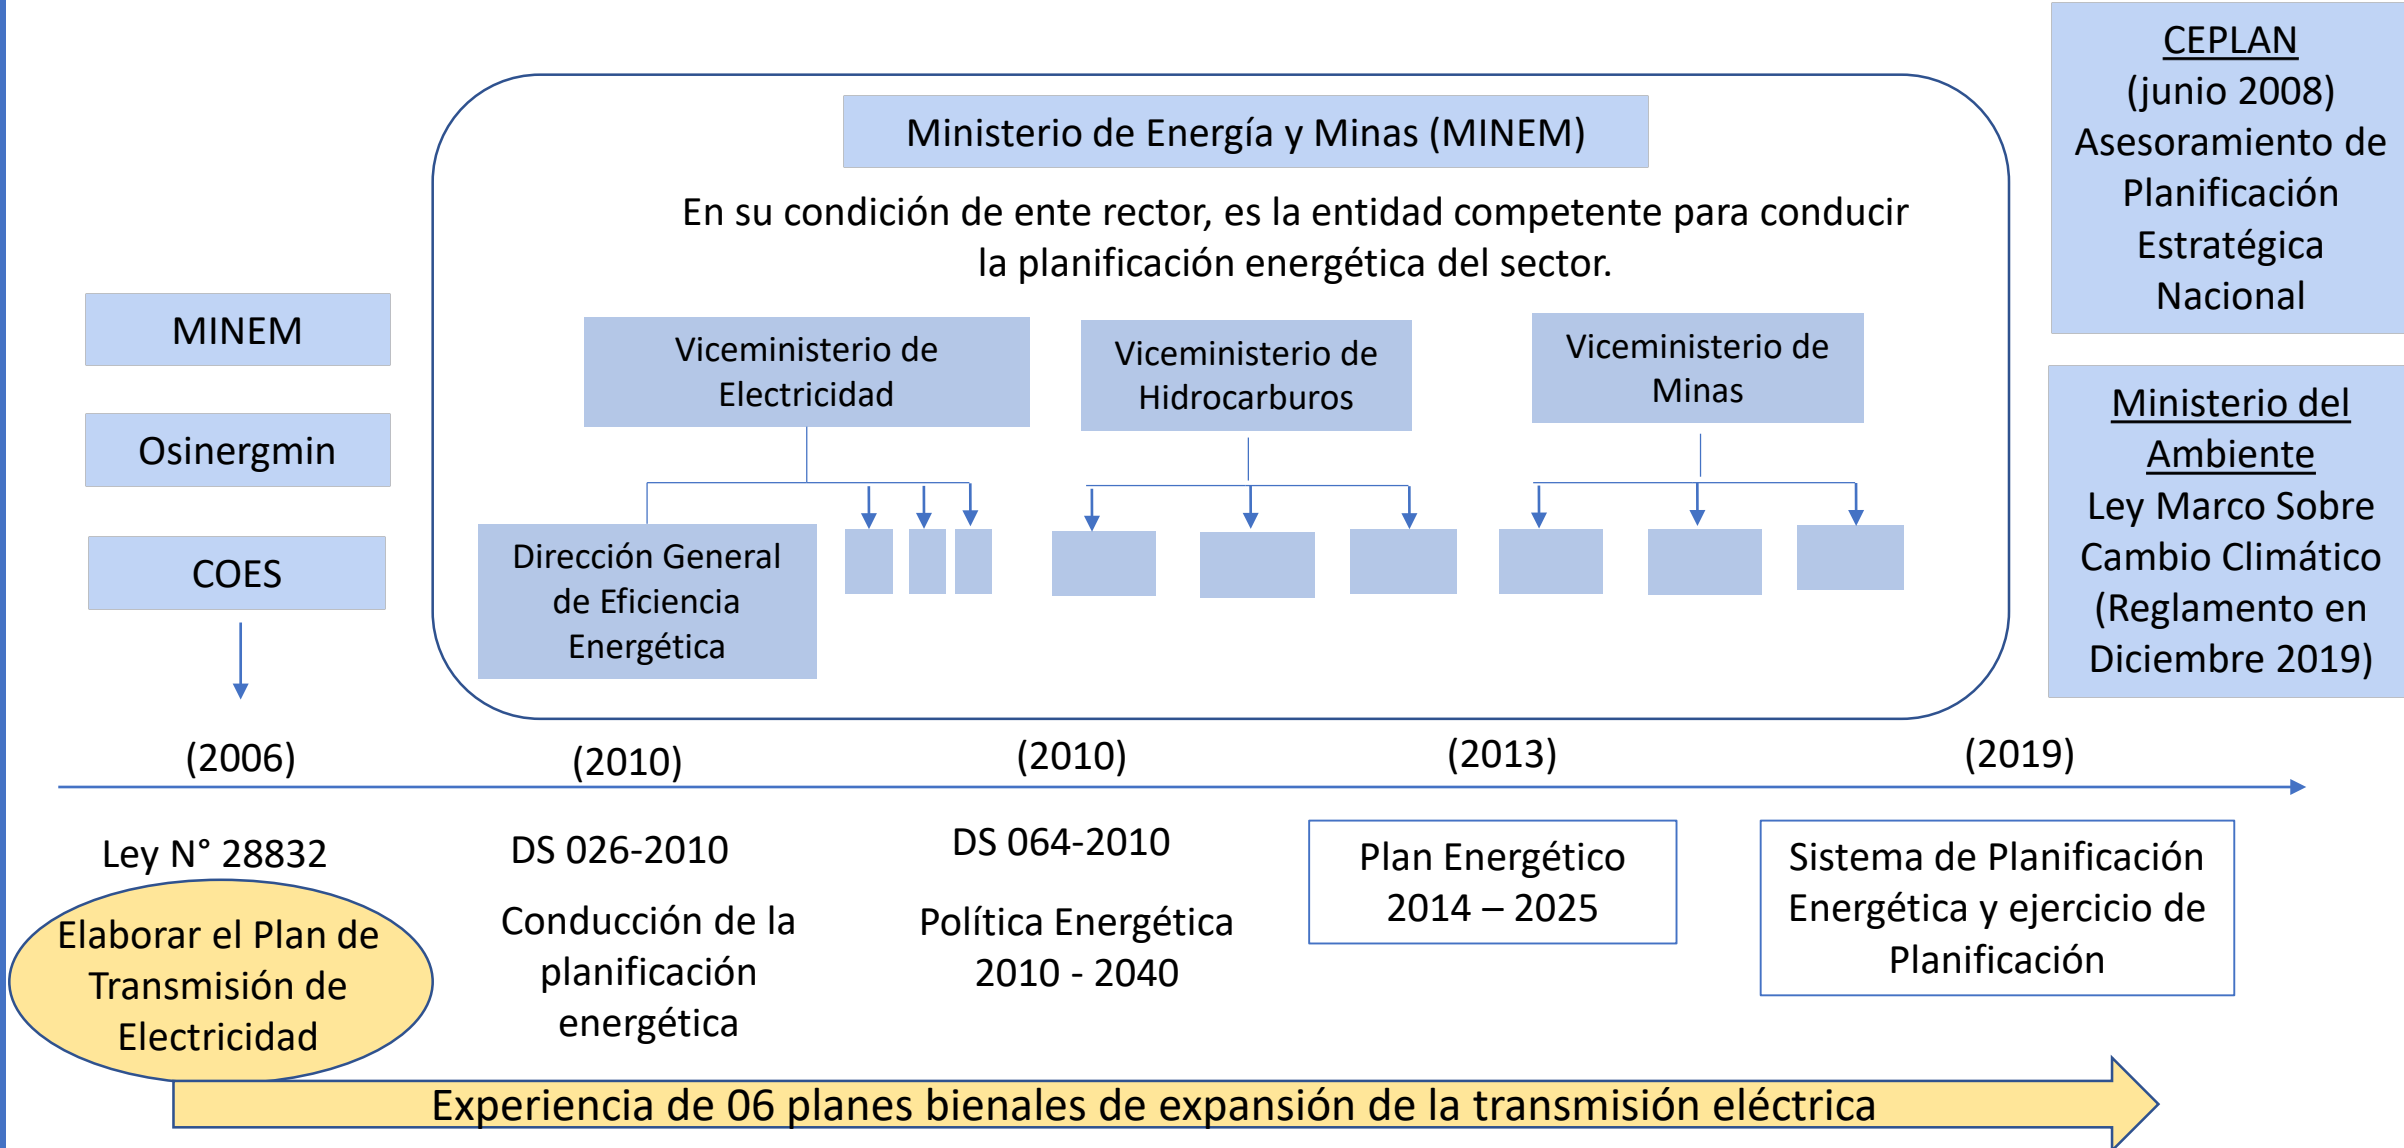 CEPLAN
(junio 2008)
Asesoramiento de
Planificación
Estratégica
Nacional
Ministerio de Energía y Minas (MINEM)
En su condición de ente rector, es la entidad competente para conducir
la planificación energética del sector.
MINEM
Osinergmin
COES
Viceministerio de
Electricidad
Viceministerio de
Hidrocarburos
Viceministerio de
Minas
Dirección General
de Eficiencia
Energética
Ministerio del
Ambiente
Ley Marco Sobre
Cambio Climático
(Reglamento en
Diciembre 2019)
(2006)
(2010)
(2010)
(2013)
(2019)
Ley N° 28832
Elaborar el Plan de
Transmisión de
Electricidad
DS 026-2010
Conducción de la
planificación
energética
DS 064-2010
Política Energética
2010 - 2040
Plan Energético
2014 – 2025
Sistema de Planificación
Energética y ejercicio de
Planificación
Experiencia de 06 planes bienales de expansión de la transmisión eléctrica